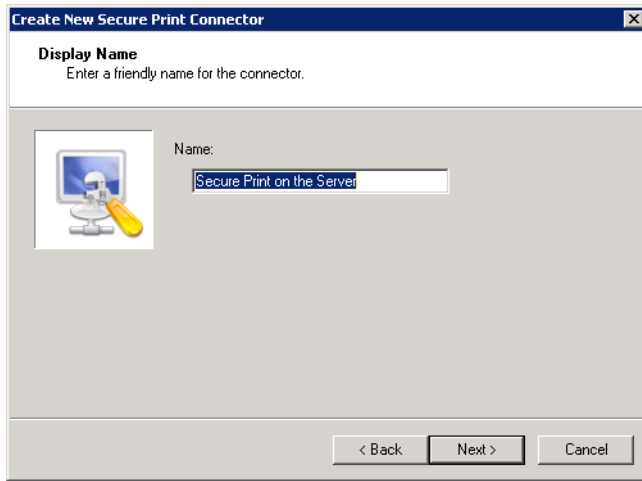 Create New Secure Print Connector
Display Name
Enter a friendly name for the connector.
Name:
Secure Print on the Server
< Back Next > Cancel